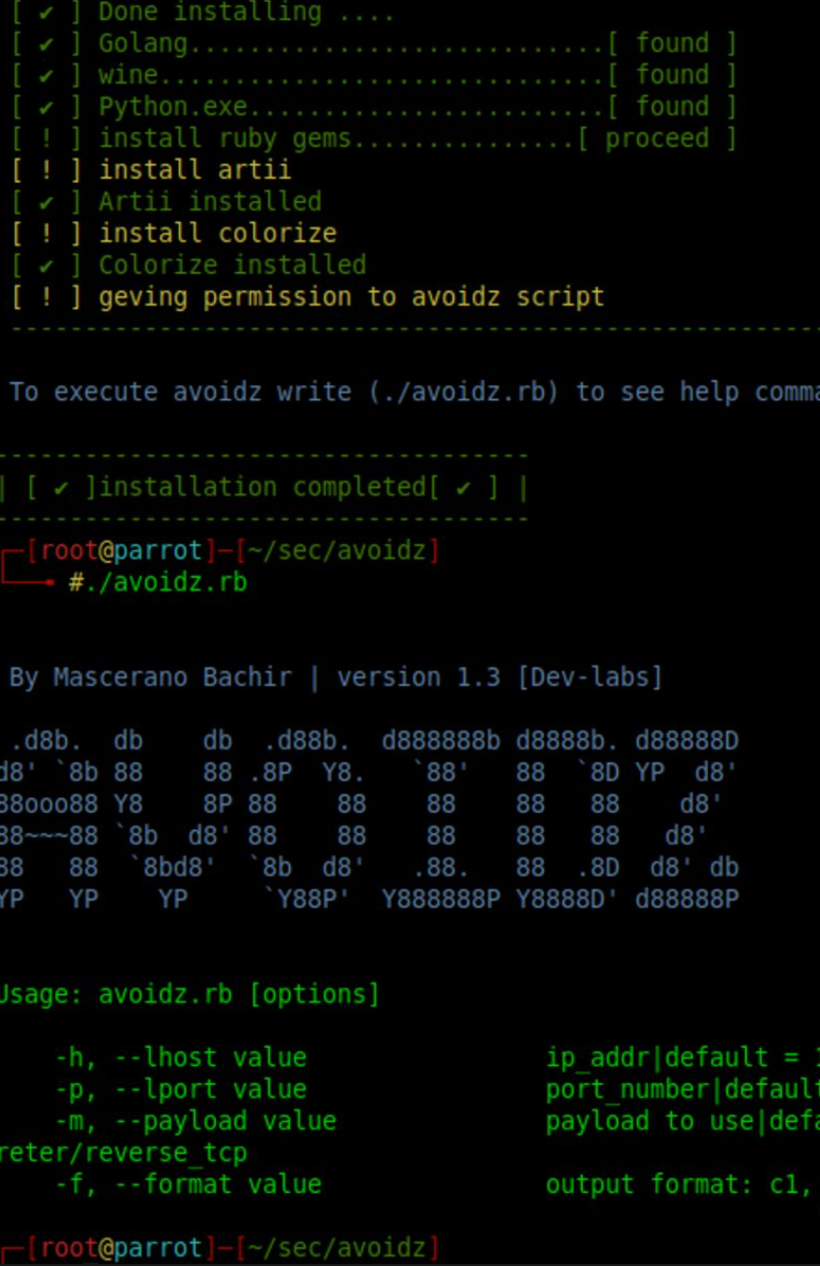 [ ✔ ] Done installing ....
[ ✔ ] Golang............................[ found ]
[ ✔ ] wine..............................[ found ]
[ ✔ ] Python.exe........................[ found ]
[ ! ] install ruby gems...............[ proceed ]
[ ! ] install artii
[ ✔ ] Artii installed
[ ! ] install colorize
[ ✔ ] Colorize installed
[ ! ] geving permission to avoidz script
-------------------------------------------------------
To execute avoidz write (./avoidz.rb) to see help
------------------------------------
| [ ✔ ]installation completed[ ✔ ] |
------------------------------------
┌─[root@parrot]─[~/sec/avoidz]
└──╼ #./avoidz.rb
By Mascerano Bachir | version 1.3 [Dev-labs]
 .d8b.  db    db  .d88b.  d888888b d8888b. d88888D
d8' `8b 88    88 .8P  Y8.   `88'   88  `8D YP  d8'
88ooo88 Y8    8P 88    88    88    88   88    d8'
88~~~88 `8b  d8' 88    88    88    88   88   d8'
88   88  `8bd8'  `8b  d8'   .88.   88  .8D  d8' db
YP   YP    YP     `Y88P'  Y888888P Y8888D' d88888P
Usage: avoidz.rb [options]
-h, --lhost value                ip_addr|default =
-p, --lport value                port_number|default
-m, --payload value              payload to use|
reter/reverse_tcp
-f, --format value               output format: c1,
┌─[root@parrot]─[~/sec/avoidz]